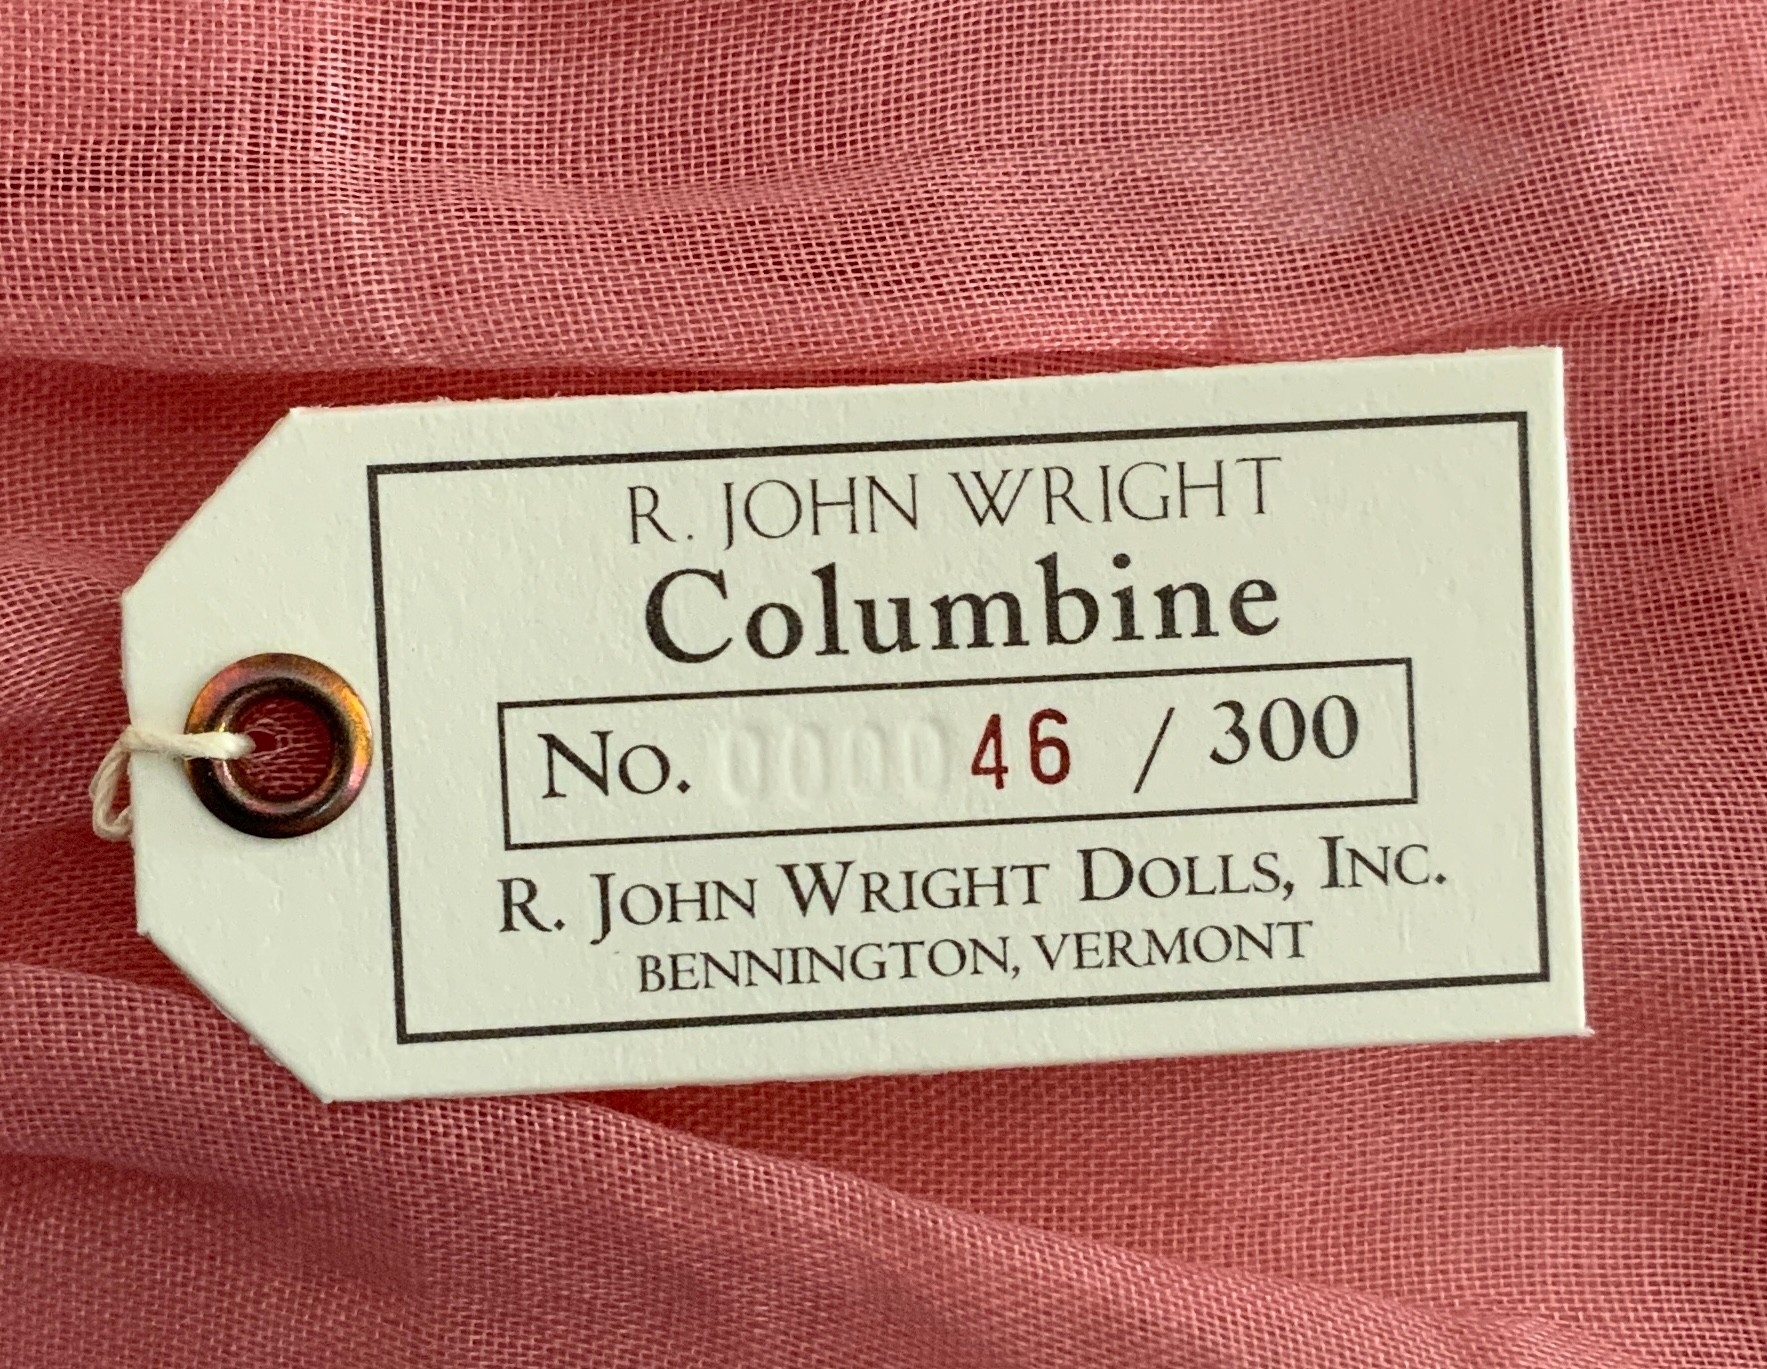 R. JOHN WRIGHT
Columbine
No. 000046 / 300
R. JOHN WRIGHT DOLLS, INC.
BENNINGTON, VERMONT